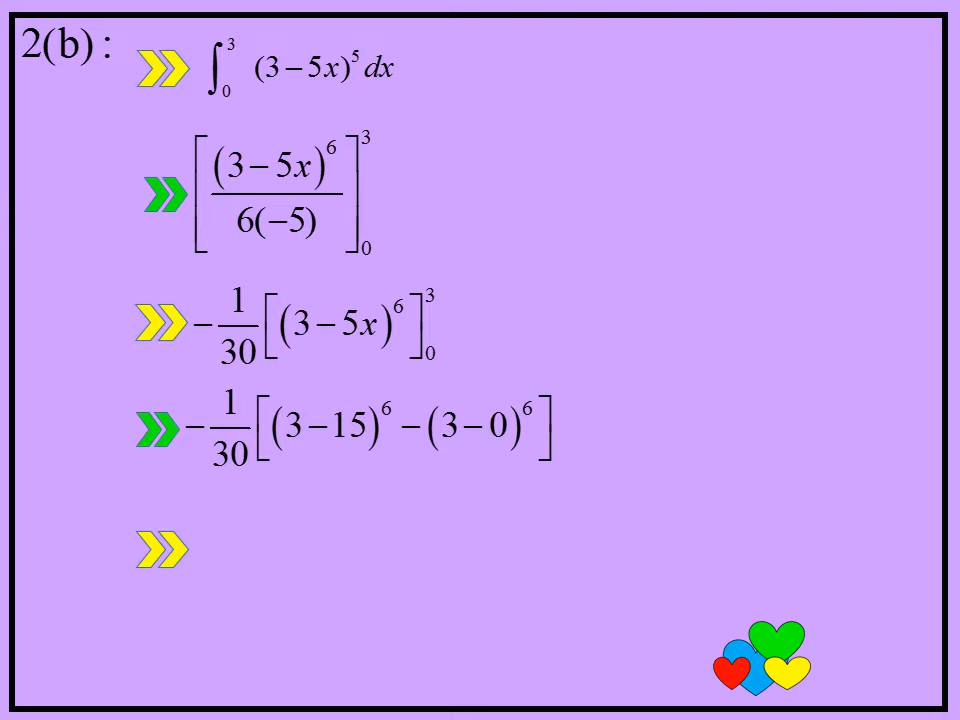 2(b) : ∫₀³ (3 − 5x)⁵ dx
[(3 − 5x)⁶ / 6(−5)]₀³
− 1/30 [(3 − 5x)⁶]₀³
− 1/30 [(3 − 15)⁶ − (3 − 0)⁶]